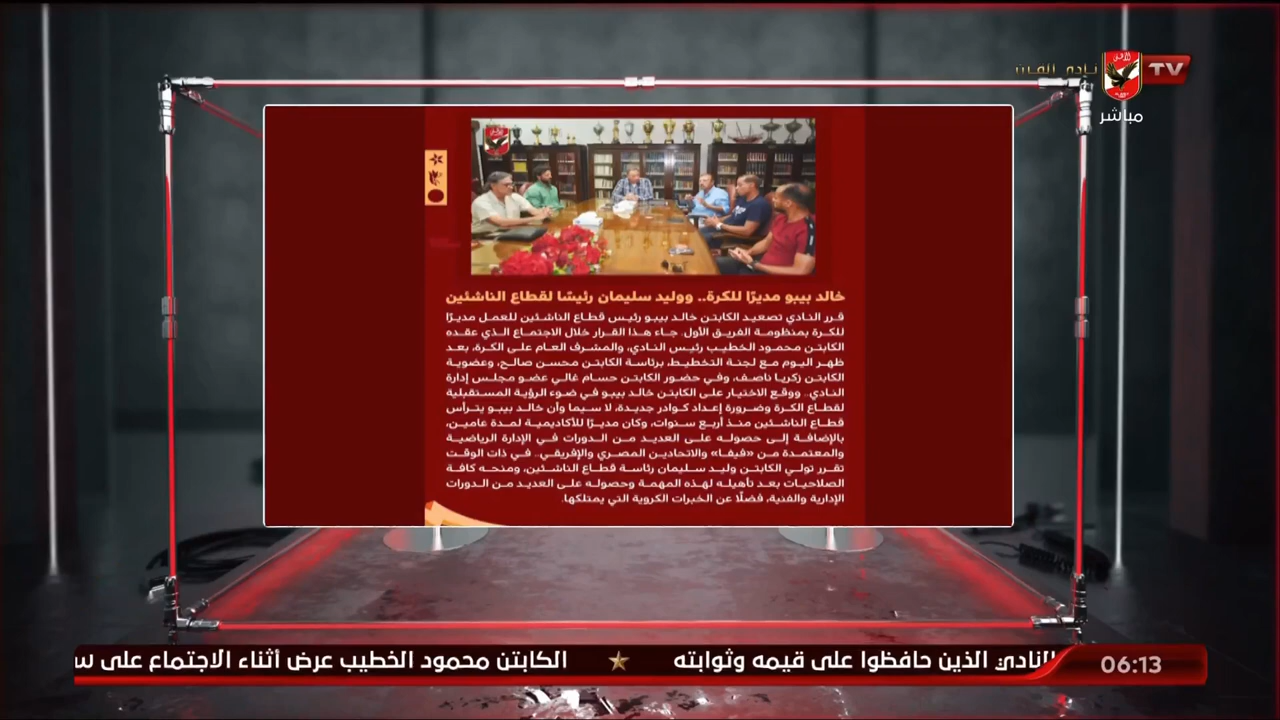 نادي القرن
TV
مباشر
خالد بيبو مديرًا للكرة.. ووليد سليمان رئيسًا لقطاع الناشئين
قرر النادي تصعيد الكابتن خالد بيبو رئيس قطاع الناشئين للعمل مديرًا
للكرة بمنظومة الفريق الأول. جاء هذا القرار خلال الاجتماع الذي عقده
الكابتن محمود الخطيب رئيس النادي، والمشرف العام على الكرة، بعد
ظهر اليوم مع لجنة التخطيط، برئاسة الكابتن محسن صالح، وعضوية
الكابتن زكريا ناصف، وفي حضور الكابتن حسام غالي عضو مجلس إدارة
النادي.. ووقع الاختيار على الكابتن خالد بيبو في ضوء الرؤية المستقبلية
لقطاع الكرة وضرورة إعداد كوادر جديدة، لا سيما وأن خالد بيبو يترأس
قطاع الناشئين منذ أربع سنوات، وكان مديرًا للأكاديمية لمدة عامين،
بالإضافة إلى حصوله على العديد من الدورات في الإدارة الرياضية
والمعتمدة من «فيفا» والاتحادين المصري والإفريقي.. في ذات الوقت
تقرر تولي الكابتن وليد سليمان رئاسة قطاع الناشئين، ومنحه كافة
الصلاحيات بعد تأهيله لهذه المهمة وحصوله على العديد من الدورات
الإدارية والفنية، فضلًا عن الخبرات الكروية التي يمتلكها.
06:13
النادي الذين حافظوا على قيمه وثوابته ★ الكابتن محمود الخطيب عرض أثناء الاجتماع على س